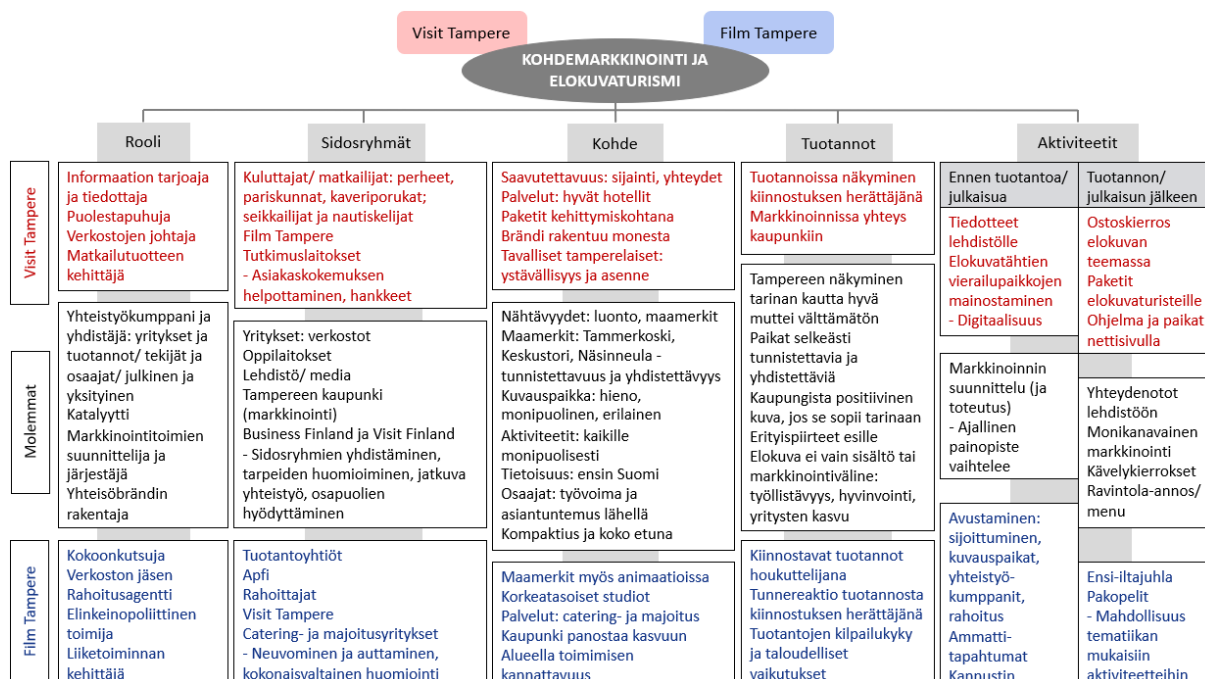 Visit Tampere
Film Tampere
KOHDEMARKKINOINTI JA
ELOKUVATURISMI
Rooli
Sidosryhmät
Kohde
Tuotannot
Aktiviteetit
Visit Tampere
Informaation tarjoaja
ja tiedottaja
Puolestapuhuja
Verkostojen johtaja
Matkailutuotteen
kehittäjä
Kuluttajat/ matkailijat: perheet,
pariskunnat, kaveriporukat;
seikkailijat ja nautiskelijat
Film Tampere
Tutkimuslaitokset
- Asiakaskokemuksen
helpottaminen, hankkeet
Saavutettavuus: sijainti, yhteydet
Palvelut: hyvät hotellit
Paketit kehittymiskohtana
Brändi rakentuu monesta
Tavalliset tamperelaiset:
ystävällisyys ja asenne
Tuotannoissa näkyminen
kiinnostuksen herättäjänä
Markkinoinnissa yhteys
kaupunkiin
Ennen tuotantoa/
julkaisua
Tiedotteet
lehdistölle
Elokuvatähtien
vierailupaikkojen
mainostaminen
- Digitaalisuus
Tuotannon/
julkaisun jälkeen
Ostoskierros
elokuvan
teemassa
Paketit
elokuvaturisteille
Ohjelma ja paikat
nettisivulla
Molemmat
Yhteistyökumppani ja
yhdistäjä: yritykset ja
tuotannot/ tekijät ja
osaajat/ julkinen ja
yksityinen
Katalyytti
Markkinointitoimien
suunnittelija ja
järjestäjä
Yhteisöbrändin
rakentaja
Yritykset: verkostot
Oppilaitokset
Lehdistö/ media
Tampereen kaupunki
(markkinointi)
Business Finland ja Visit Finland
- Sidosryhmien yhdistäminen,
tarpeiden huomioiminen, jatkuva
yhteistyö, osapuolien
hyödyttäminen
Nähtävyydet: luonto, maamerkit
Maamerkit: Tammerkoski,
Keskustori, Näsinneula -
tunnistettavuus ja yhdistettävyys
Kuvauspaikka: hieno,
monipuolinen, erilainen
Aktiviteetit: kaikille
monipuolisesti
Tietoisuus: ensin Suomi
Osaajat: työvoima ja
asiantuntemus lähellä
Kompaktius ja koko etuna
Tampereen näkyminen
tarinan kautta hyvä
muttei välttämätön
Paikat selkeästi
tunnistettavia ja
yhdistettäviä
Kaupungista positiivinen
kuva, jos se sopii tarinaan
Erityispiirteet esille
Elokuva ei vain sisältö tai
markkinointiväline:
työllistävyys, hyvinvointi,
yritysten kasvu
Markkinoinnin
suunnittelu (ja
toteutus)
- Ajallinen
painopiste
vaihtelee
Yhteydenotot
lehdistöön
Monikanavainen
markkinointi
Kävelykierrokset
Ravintola-annos/
menu
Film Tampere
Kokoonkutsuja
Verkoston jäsen
Rahoitusagentti
Elinkeinopoliittinen
toimija
Liiketoiminnan
kehittäjä
Tuotantoyhtiöt
Apfi
Rahoittajat
Visit Tampere
Catering- ja majoitusyritykset
- Neuvominen ja auttaminen,
kokonaisvaltainen huomiointi
Maamerkit myös animaatioissa
Korkeatasoiset studiot
Palvelut: catering- ja majoitus
Kaupunki panostaa kasvuun
Alueella toimimisen
kannattavuus
Kiinnostavat tuotannot
houkuttelijana
Tunnereaktio tuotannosta
kiinnostuksen herättäjänä
Tuotantojen kilpailukyky
ja taloudelliset
vaikutukset
Avustaminen:
sijoittuminen,
kuvauspaikat,
yhteistyö-
kumppanit,
rahoitus
Ammatti-
tapahtumat
Kannustin
Ensi-iltajuhla
Pakopelit
- Mahdollisuus
tematiikan
mukaisiin
aktiviteetteihin